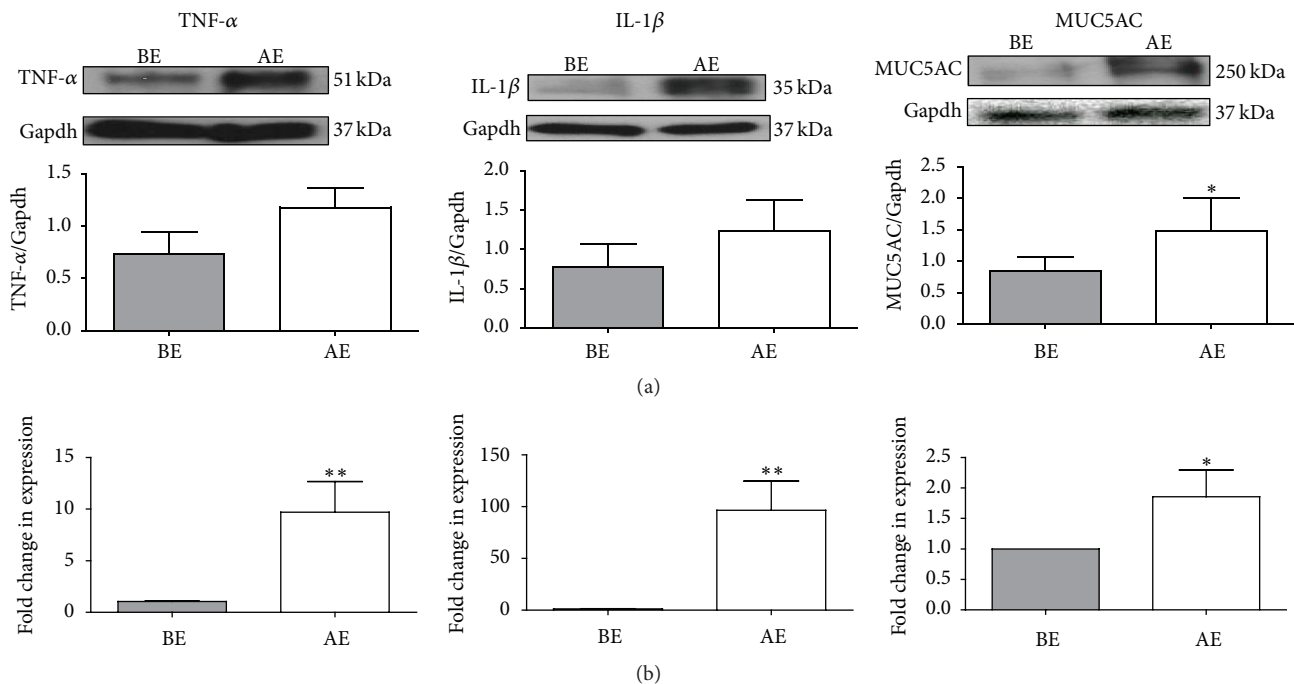 TNF-α
BE AE
TNF-α 51 kDa
Gapdh 37 kDa
1.5
1.0
0.5
0.0
TNF-α/Gapdh
BE AE
IL-1β
BE AE
IL-1β 35 kDa
Gapdh 37 kDa
2.0
1.5
1.0
0.5
0.0
IL-1β/Gapdh
BE AE
MUC5AC
BE AE
MUC5AC 250 kDa
Gapdh 37 kDa
2.5
2.0
1.5
1.0
0.5
0.0
MUC5AC/Gapdh
*
BE AE
(a)
Fold change in expression
15
10
5
0
**
BE AE
Fold change in expression
150
100
50
0
**
BE AE
Fold change in expression
2.5
2.0
1.5
1.0
0.5
0.0
*
BE AE
(b)